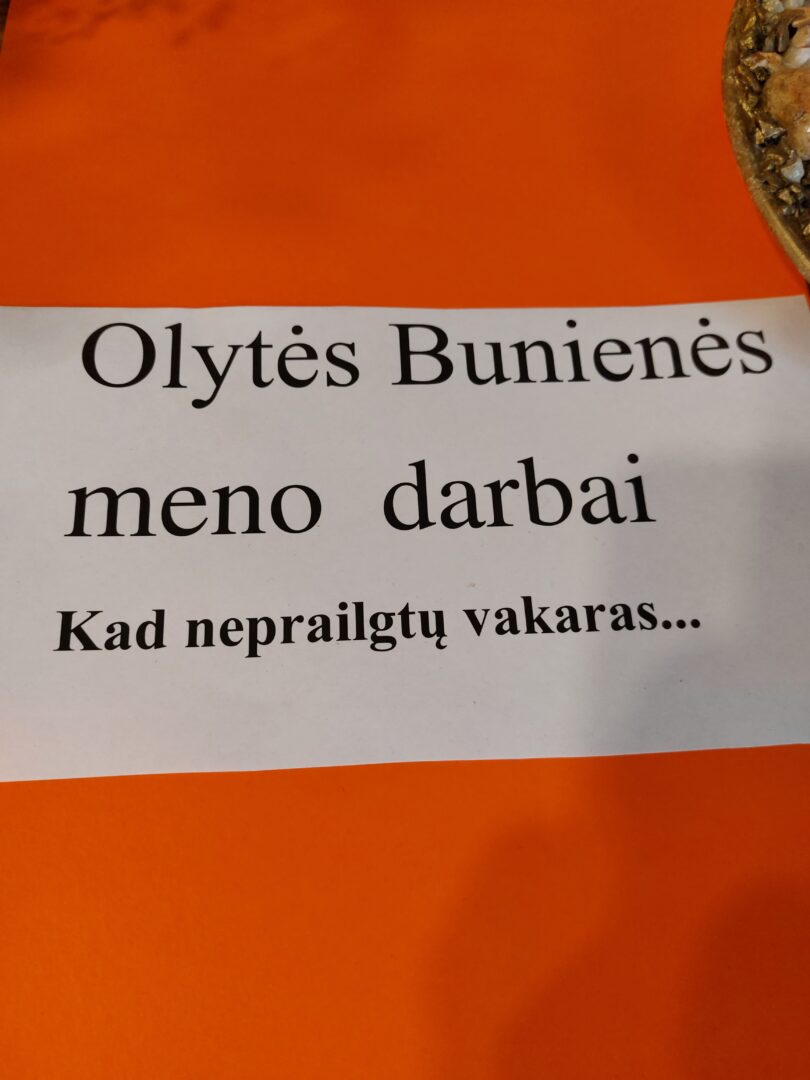 Olytės Bunienės
meno darbai
Kad neprailgtų vakaras...